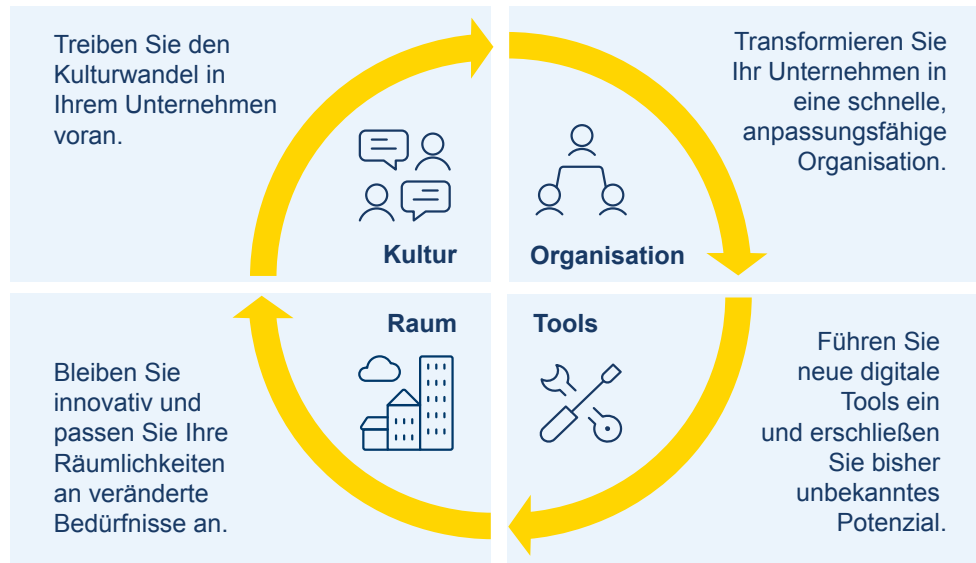 Treiben Sie den
Kulturwandel in
Ihrem Unternehmen
voran.
Kultur
Transformieren Sie
Ihr Unternehmen in
eine schnelle,
anpassungsfähige
Organisation.
Organisation
Raum
Bleiben Sie
innovativ und
passen Sie Ihre
Räumlichkeiten
an veränderte
Bedürfnisse an.
Tools
Führen Sie
neue digitale
Tools ein
und erschließen
Sie bisher
unbekanntes
Potenzial.